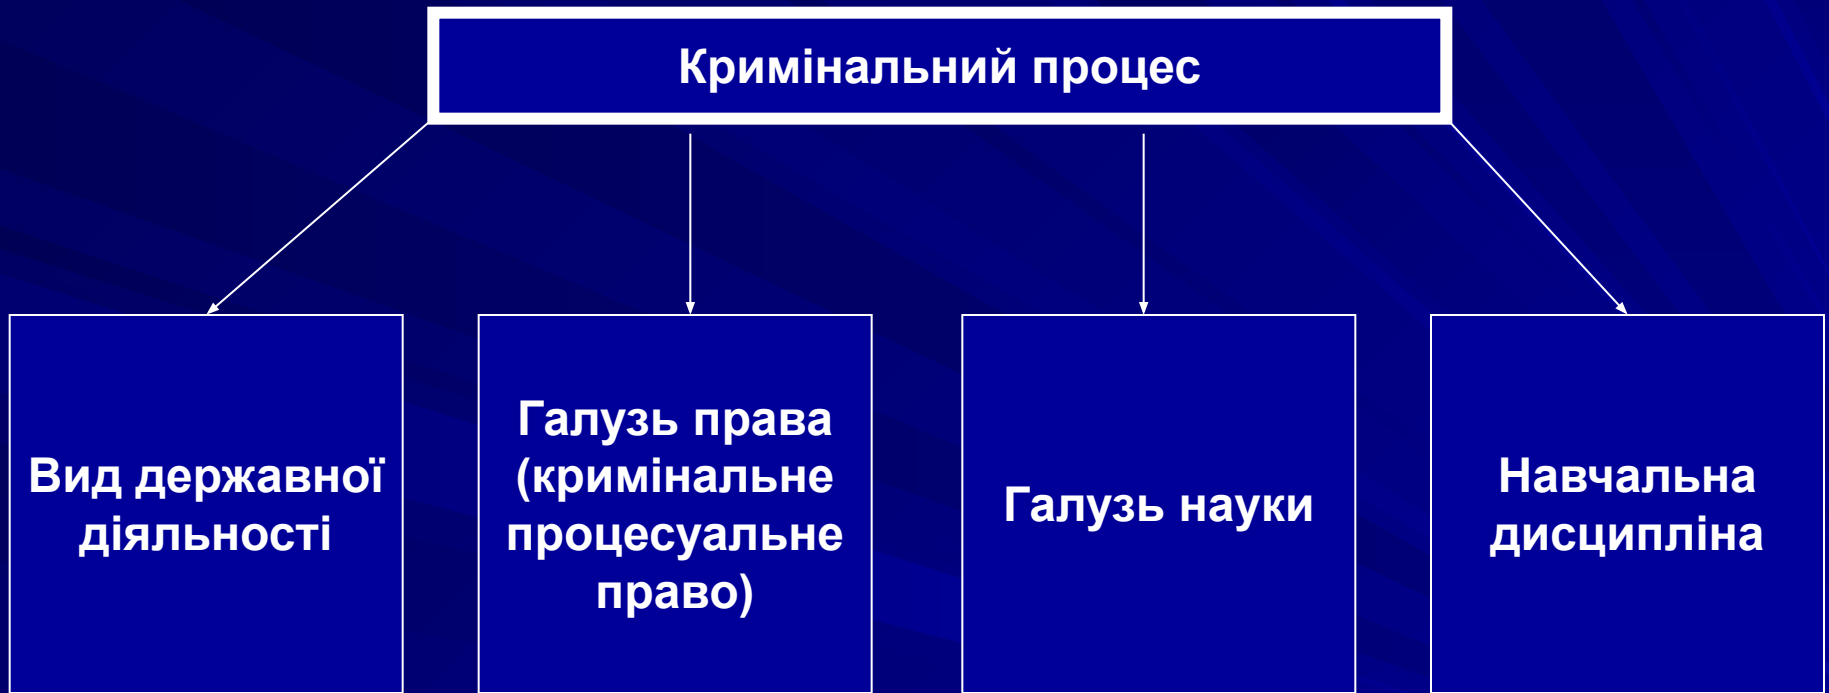 Кримінальний процес
Вид державної
діяльності
Галузь права
(кримінальне
процесуальне
право)
Галузь науки
Навчальна
дисципліна